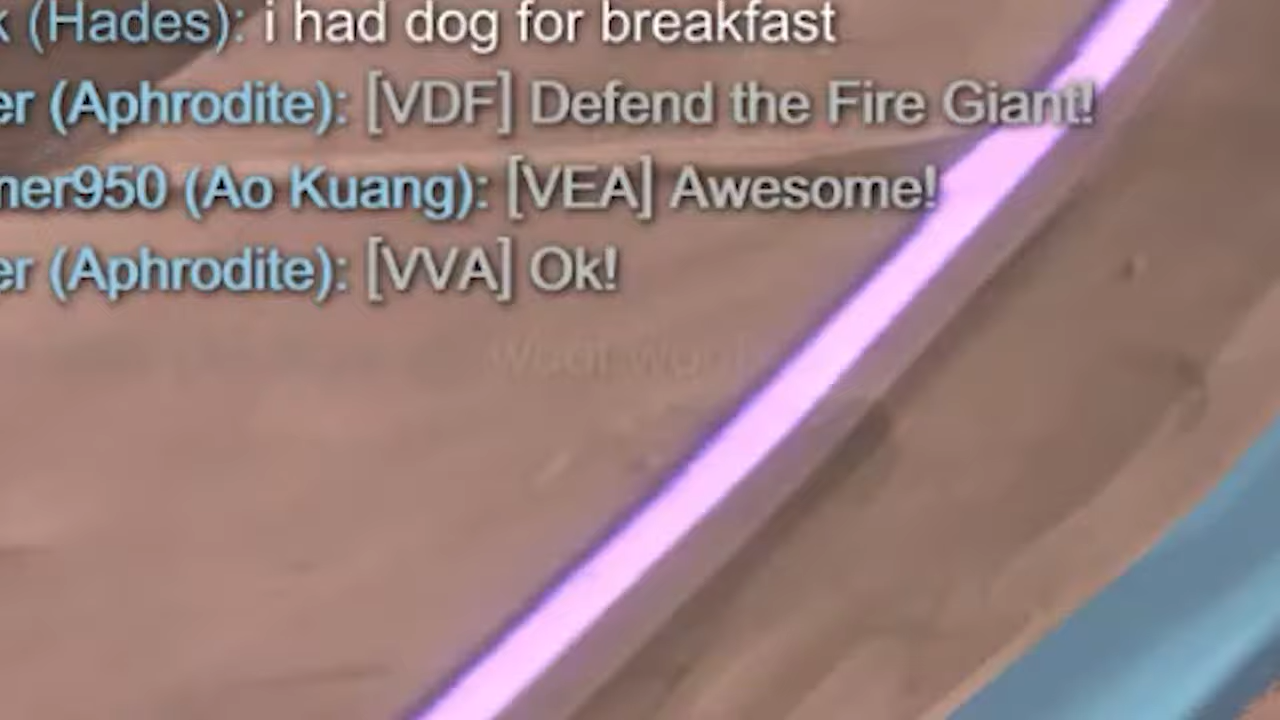 k (Hades): i had dog for breakfast
er (Aphrodite): [VDF] Defend the Fire Giant!
mer950 (Ao Kuang): [VEA] Awesome!
er (Aphrodite): [VVA] Ok!